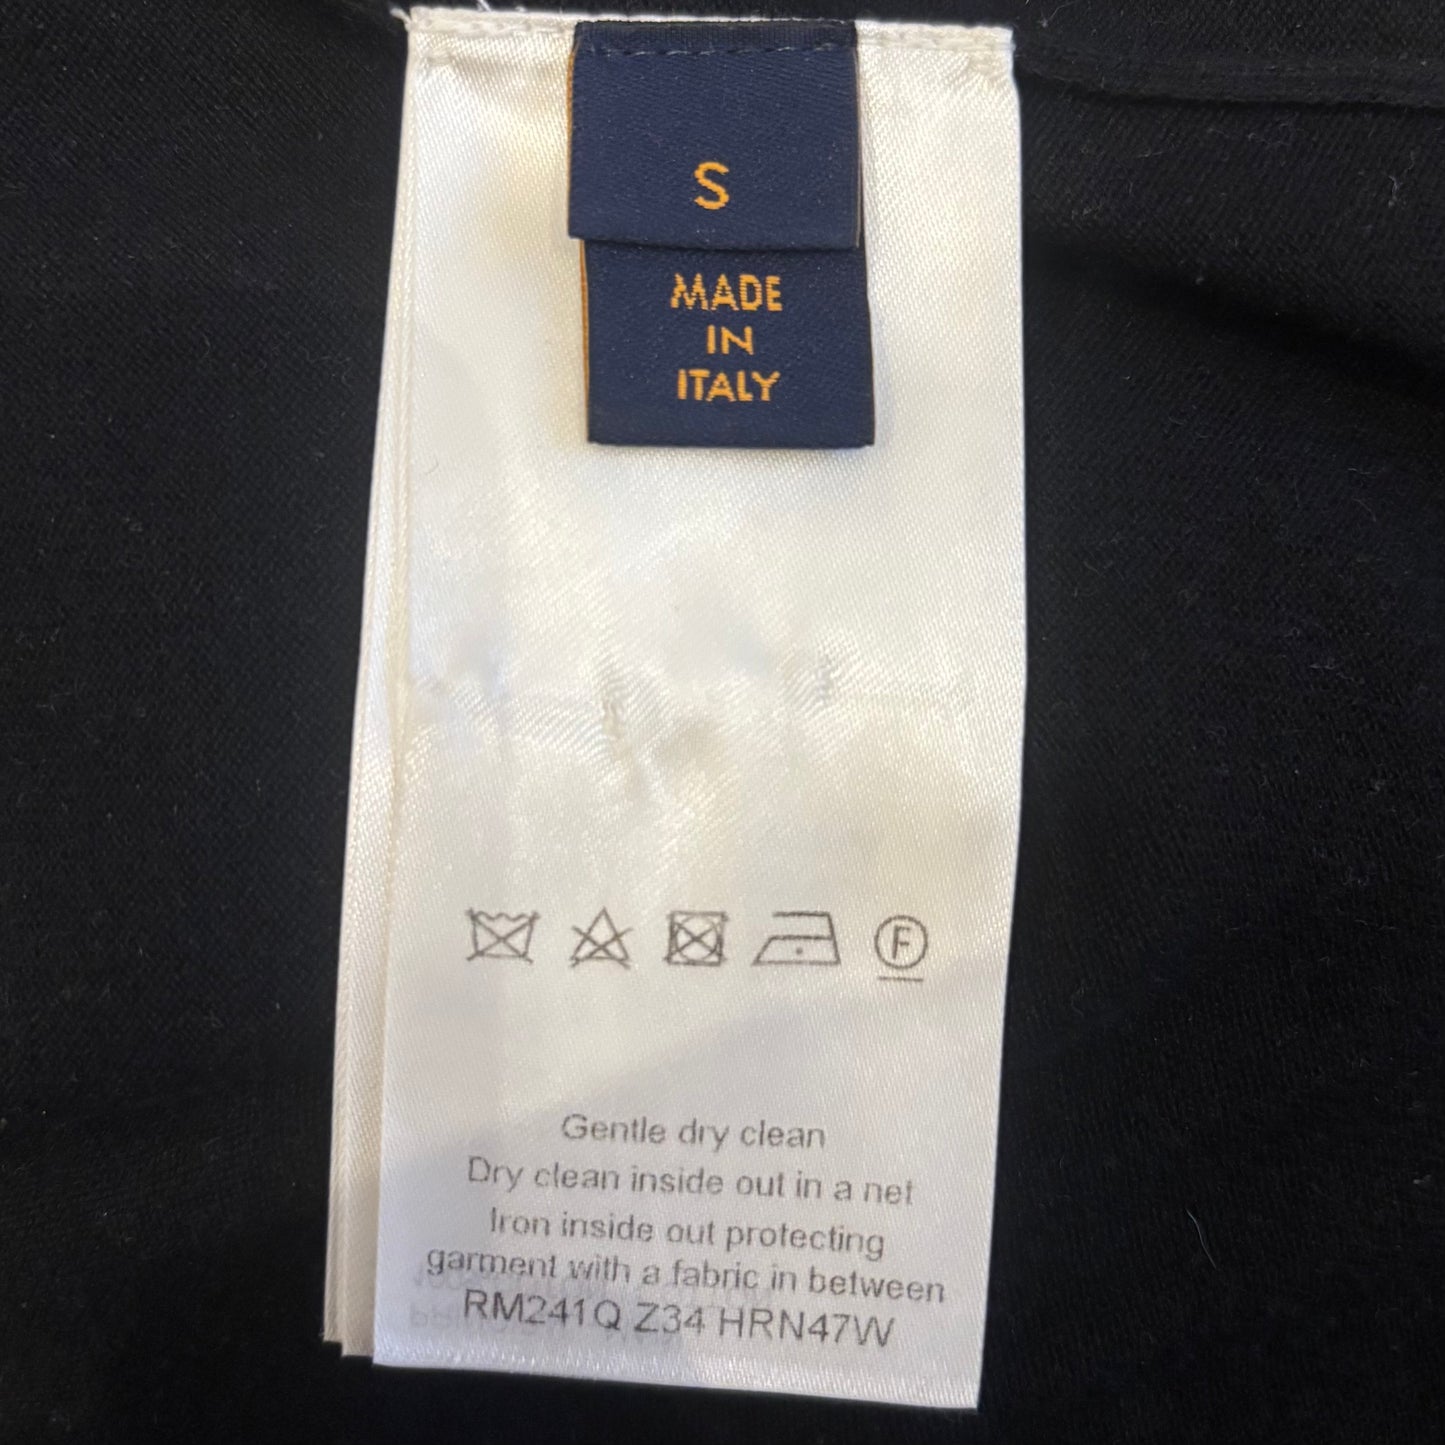 S
MADE
IN
ITALY
F
Gentle dry clean
Dry clean inside out in a net
Iron inside out protecting
garment with a fabric in between
RM241Q Z34 HRN47W